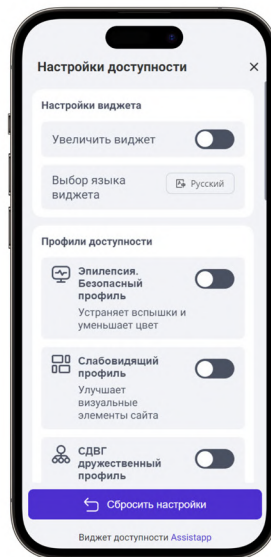 Настройки доступности
Настройки виджета
Увеличить виджет
Выбор языка
виджета
Русский
Профили доступности
Эпилепсия.
Безопасный
профиль
Устраняет вспышки и
уменьшает цвет
Слабовидящий
профиль
Улучшает
визуальные
элементы сайта
СДВГ
дружественный
профиль
Сбросить настройки
Виджет доступности Assistapp